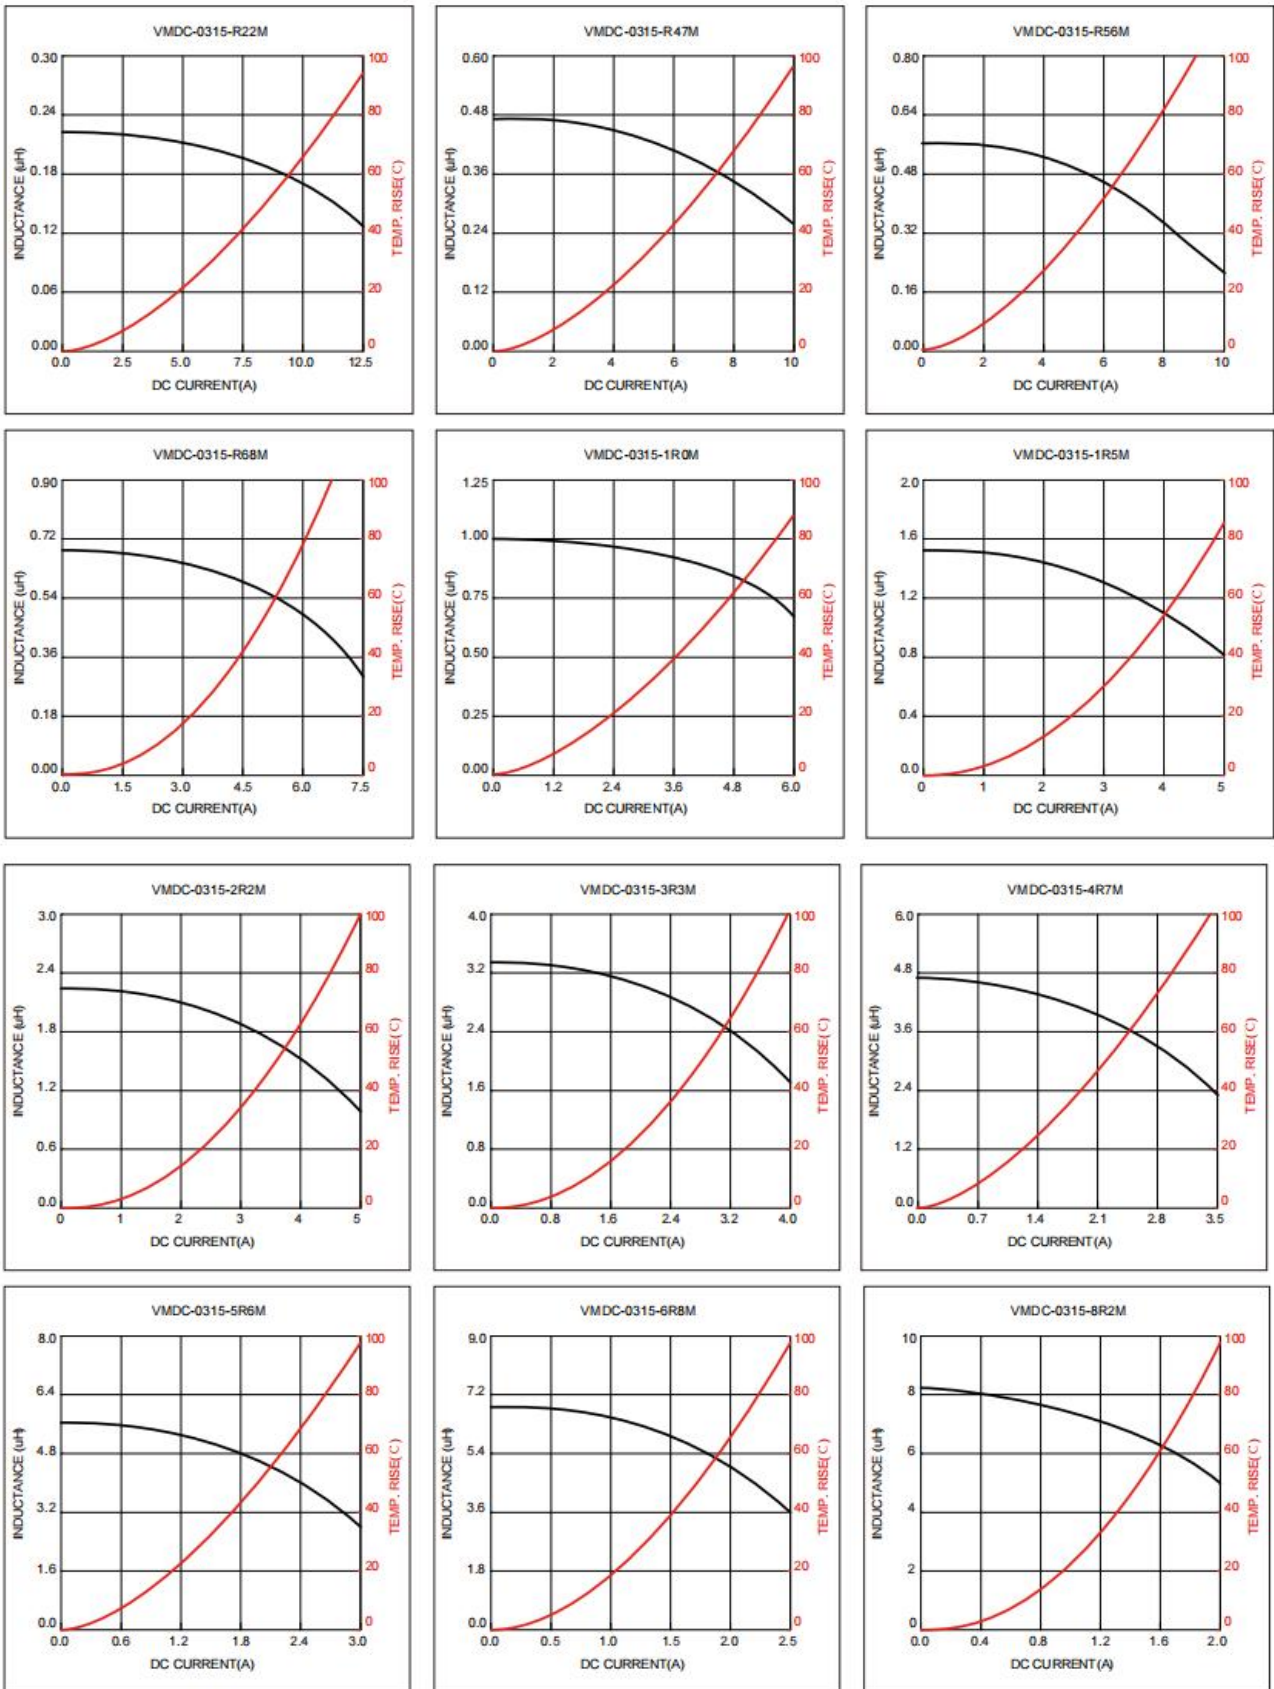 VMDC-0315-R22M
0.30
0.24
0.18
0.12
0.06
0.00
INDUCTANCE (uH)
100
80
60
40
20
0
TEMP. RISE(C)
0.0 2.5 5.0 7.5 10.0 12.5
DC CURRENT(A)
VMDC-0315-R47M
0.60
0.48
0.36
0.24
0.12
0.00
INDUCTANCE (uH)
100
80
60
40
20
0
TEMP. RISE(C)
0 2 4 6 8 10
DC CURRENT(A)
VMDC-0315-R56M
0.80
0.64
0.48
0.32
0.16
0.00
INDUCTANCE (uH)
100
80
60
40
20
0
TEMP. RISE(C)
0 2 4 6 8 10
DC CURRENT(A)
VMDC-0315-R68M
0.90
0.72
0.54
0.36
0.18
0.00
INDUCTANCE (uH)
100
80
60
40
20
0
TEMP. RISE(C)
0.0 1.5 3.0 4.5 6.0 7.5
DC CURRENT(A)
VMDC-0315-1R0M
1.25
1.00
0.75
0.50
0.25
0.00
INDUCTANCE (uH)
100
80
60
40
20
0
TEMP. RISE(C)
0.0 1.2 2.4 3.6 4.8 6.0
DC CURRENT(A)
VMDC-0315-1R5M
2.0
1.6
1.2
0.8
0.4
0.0
INDUCTANCE (uH)
100
80
60
40
20
0
TEMP. RISE(C)
0 1 2 3 4 5
DC CURRENT(A)
VMDC-0315-2R2M
3.0
2.4
1.8
1.2
0.6
0.0
INDUCTANCE (uH)
100
80
60
40
20
0
TEMP. RISE(C)
0 1 2 3 4 5
DC CURRENT(A)
VMDC-0315-3R3M
4.0
3.2
2.4
1.6
0.8
0.0
INDUCTANCE (uH)
100
80
60
40
20
0
TEMP. RISE(C)
0.0 0.8 1.6 2.4 3.2 4.0
DC CURRENT(A)
VMDC-0315-4R7M
6.0
4.8
3.6
2.4
1.2
0.0
INDUCTANCE (uH)
100
80
60
40
20
0
TEMP. RISE(C)
0.0 0.7 1.4 2.1 2.8 3.5
DC CURRENT(A)
VMDC-0315-5R6M
8.0
6.4
4.8
3.2
1.6
0.0
INDUCTANCE (uH)
100
80
60
40
20
0
TEMP. RISE(C)
0.0 0.6 1.2 1.8 2.4 3.0
DC CURRENT(A)
VMDC-0315-6R8M
9.0
7.2
5.4
3.6
1.8
0.0
INDUCTANCE (uH)
100
80
60
40
20
0
TEMP. RISE(C)
0.0 0.5 1.0 1.5 2.0 2.5
DC CURRENT(A)
VMDC-0315-8R2M
10
8
6
4
2
0
INDUCTANCE (uH)
100
80
60
40
20
0
TEMP. RISE(C)
0.0 0.4 0.8 1.2 1.6 2.0
DC CURRENT(A)